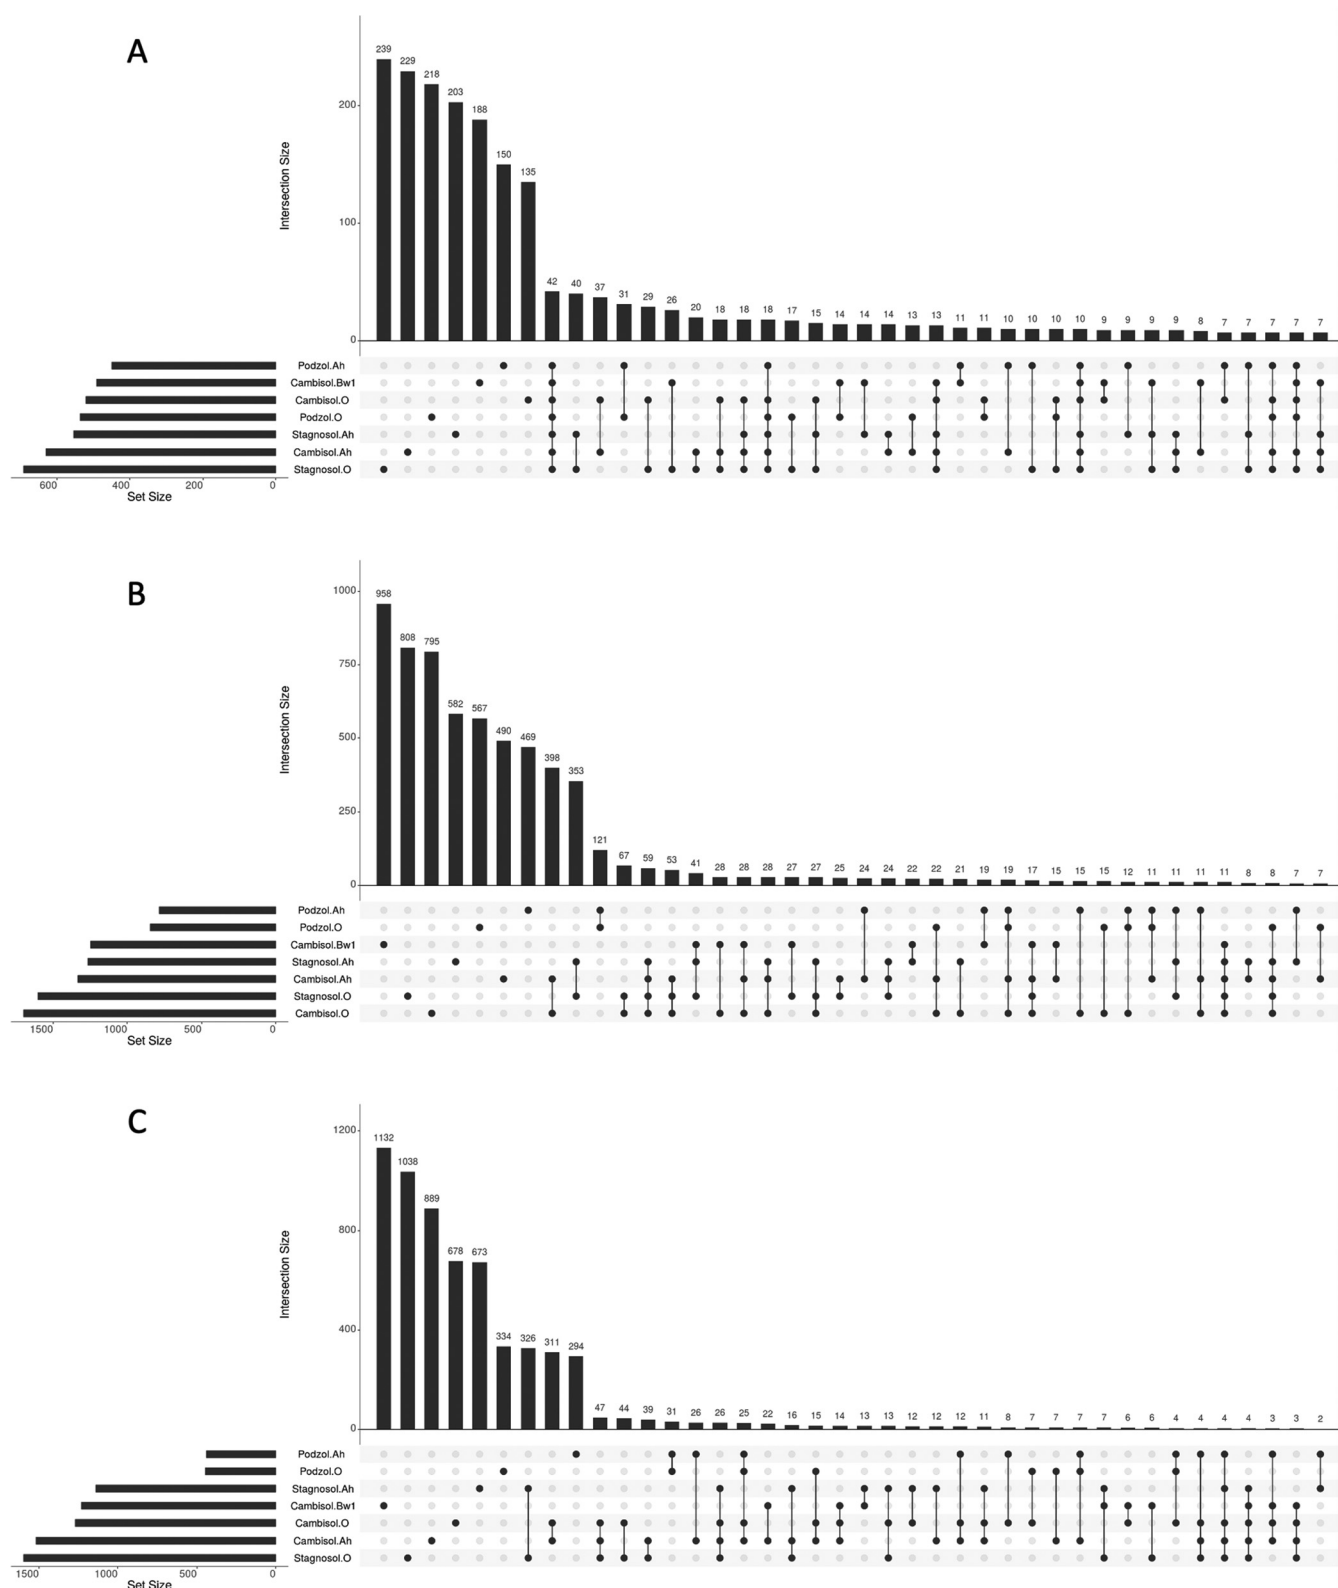 A
239 229 218 203 188 150 135 42 40 37 31 29 26 20 18 18 18 17 15 14 14 14 13 13 11 11 10 10 10 10 9 9 9 9 8 7 7 7 7 7
Intersection Size
200
100
0
Podzol.Ah
Cambisol.Bw1
Cambisol.O
Podzol.O
Stagnosol.Ah
Cambisol.Ah
Stagnosol.O
600 400 200 0
Set Size
B
958 808 795 582 567 490 469 398 353 121 67 59 53 41 28 28 28 27 27 25 24 24 22 22 21 19 19 17 15 15 15 12 11 11 11 11 8 8 7 7
Intersection Size
1000
750
500
250
0
Podzol.Ah
Podzol.O
Cambisol.Bw1
Stagnosol.Ah
Cambisol.Ah
Stagnosol.O
Cambisol.O
1500 1000 500 0
Set Size
C
1132 1038 889 678 673 334 326 311 294 47 44 39 31 26 26 25 22 16 15 14 13 13 12 12 12 11 8 7 7 7 7 6 6 4 4 4 4 3 3 2
Intersection Size
1200
800
400
0
Podzol.Ah
Podzol.O
Stagnosol.Ah
Cambisol.Bw1
Cambisol.O
Cambisol.Ah
Stagnosol.O
1500 1000 500 0
Set Size